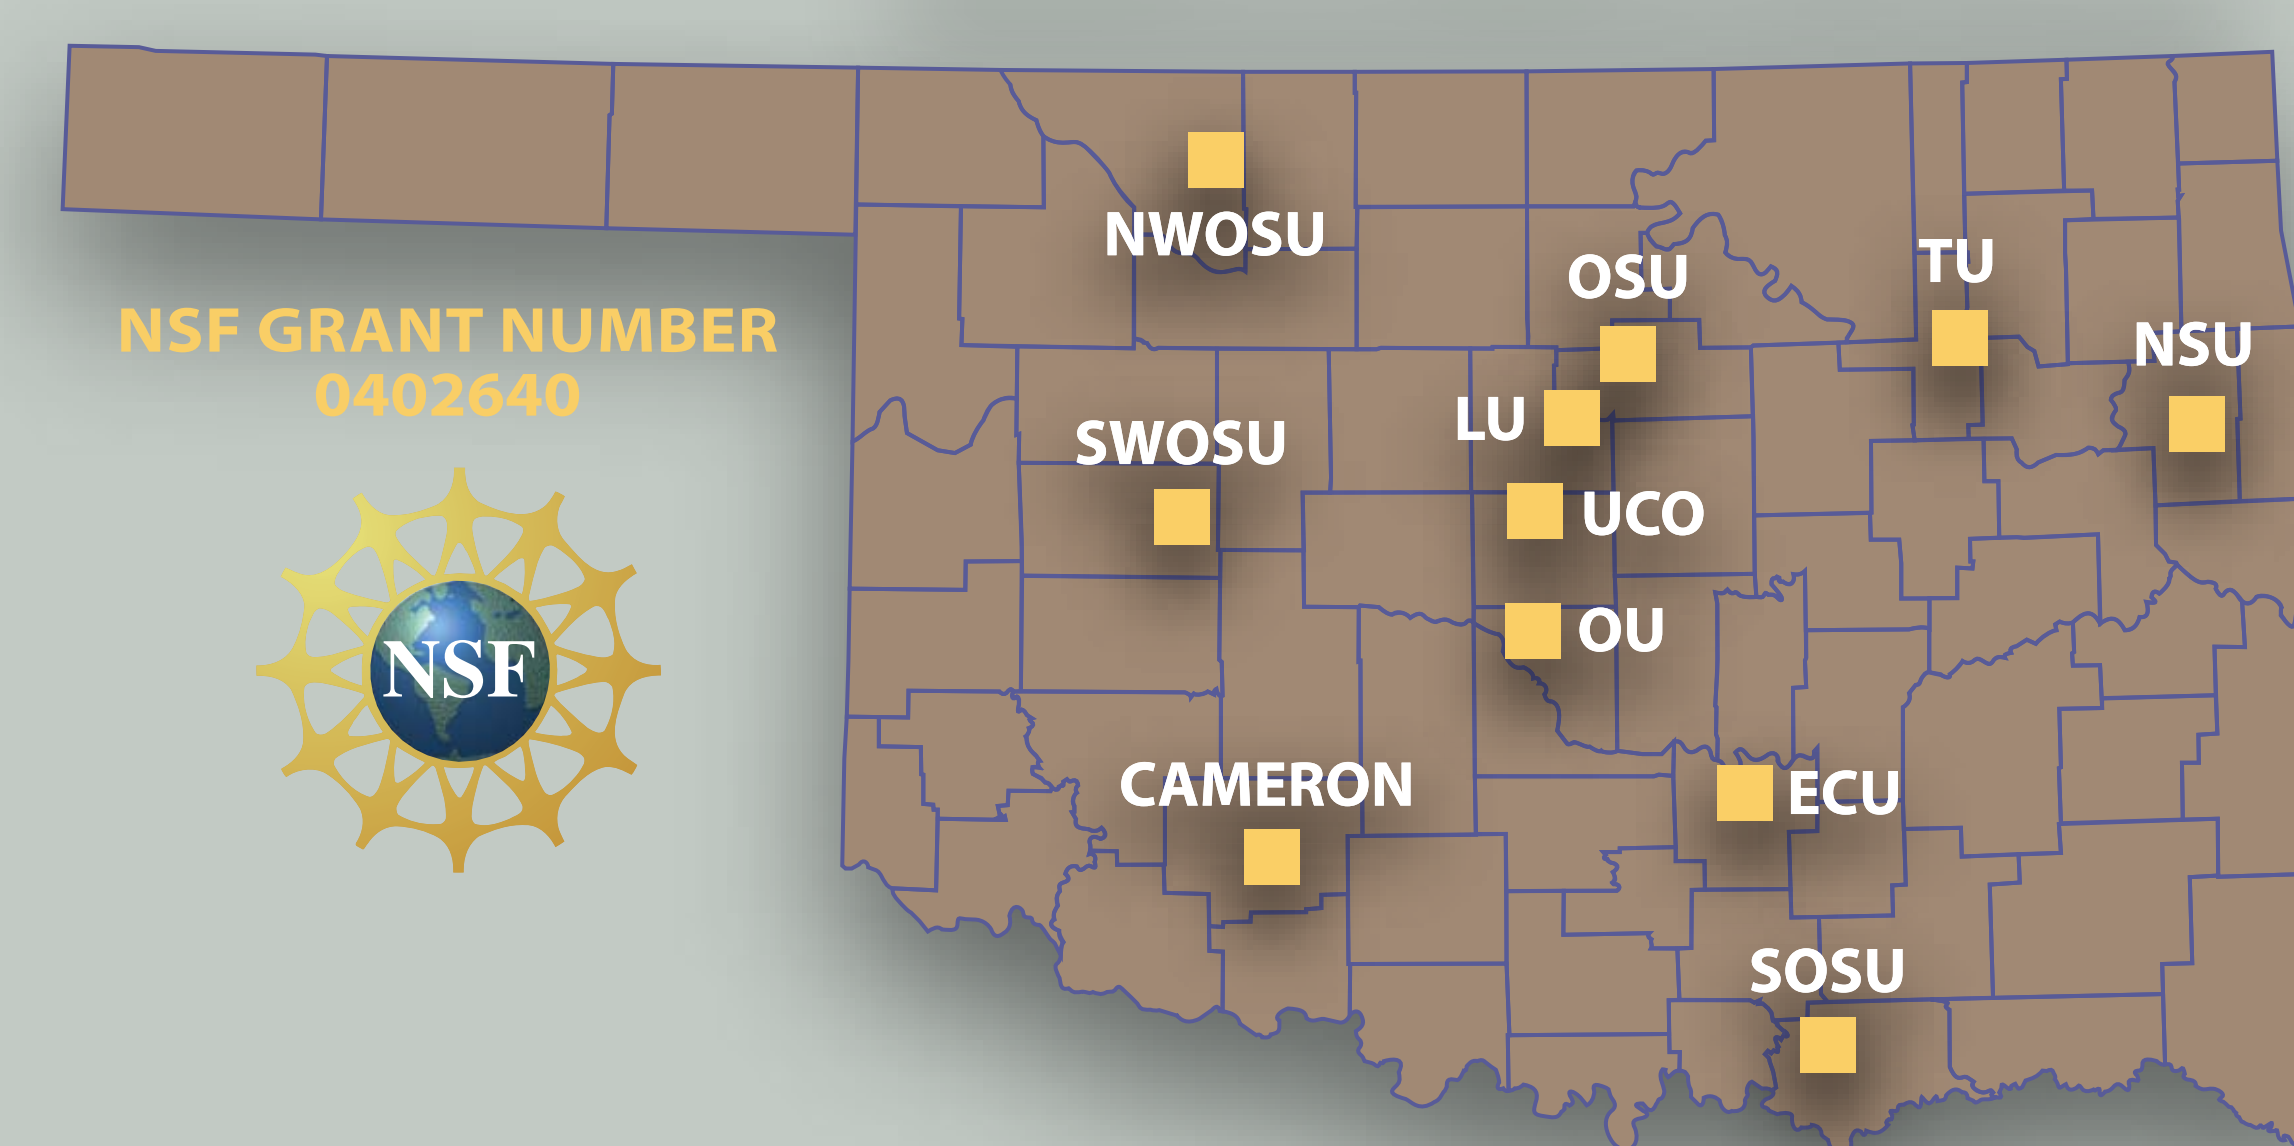 NWOSU
OSU
TU
NSF GRANT NUMBER
0402640
NSU
LU
SWOSU
UCO
OU
NSF
CAMERON
ECU
SOSU